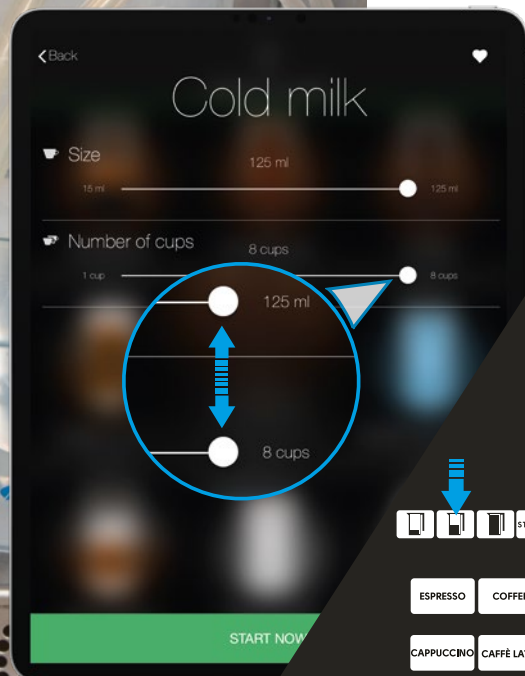 Back
Cold milk
Size
125 ml
15 ml
125 ml
Number of cups
8 cups
1 cup
8 cups
125 ml
8 cups
START NOW
ESPRESSO
CAPPUCCINO